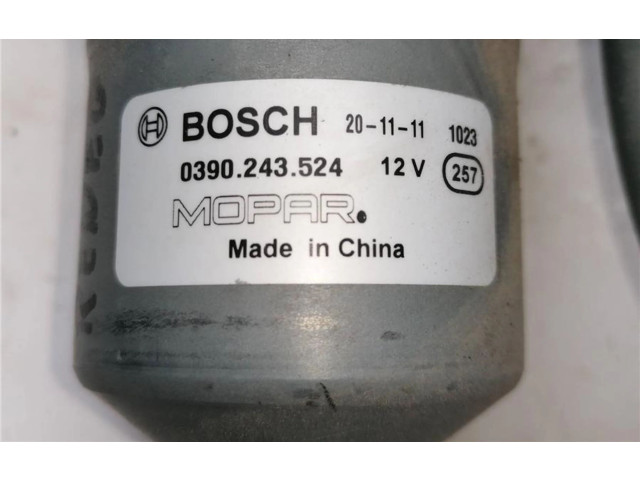 BOSCH 20-11-11 1023
0390.243.524 12 V 257
MOPAR.
Made in China